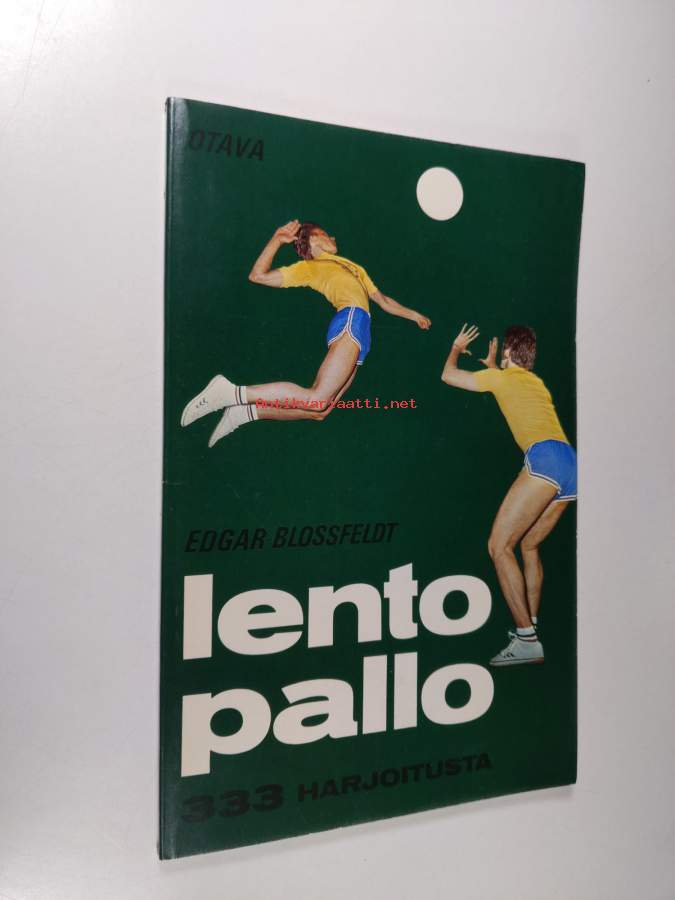 OTAVA
Antikvariaatti.net
EDGAR BLOSSFELDT
lento
pallo
333 HARJOITUSTA